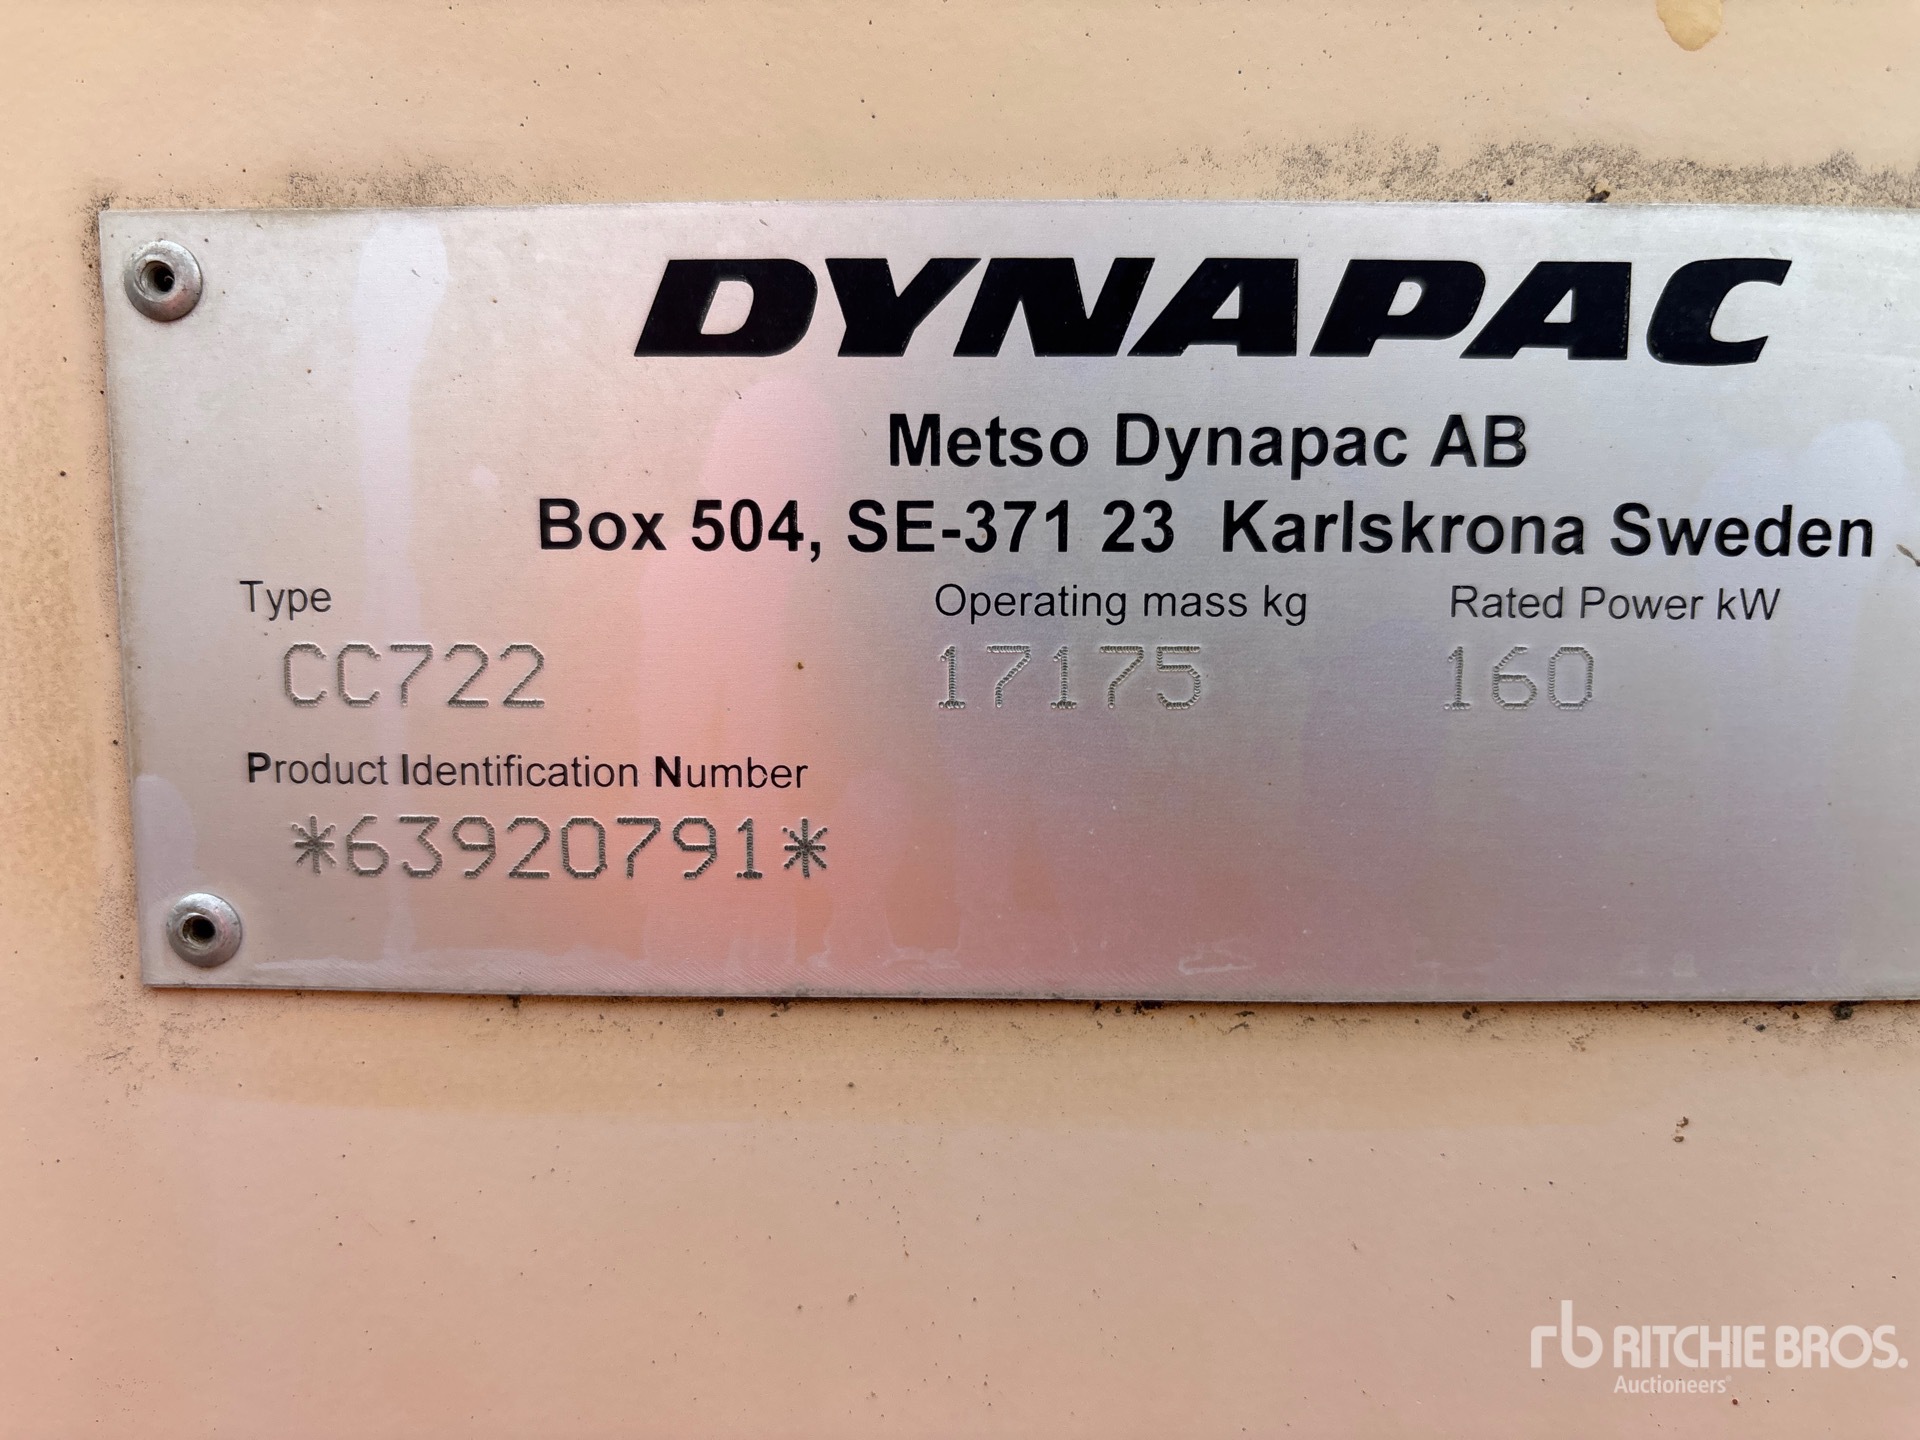 DYNAPAC
Metso Dynapac AB
Box 504, SE-371 23 Karlskrona Sweden
Type Operating mass kg Rated Power kW
CC722 17175 160
Product Identification Number
*63920791*
rb RITCHIE BROS.
Auctioneers